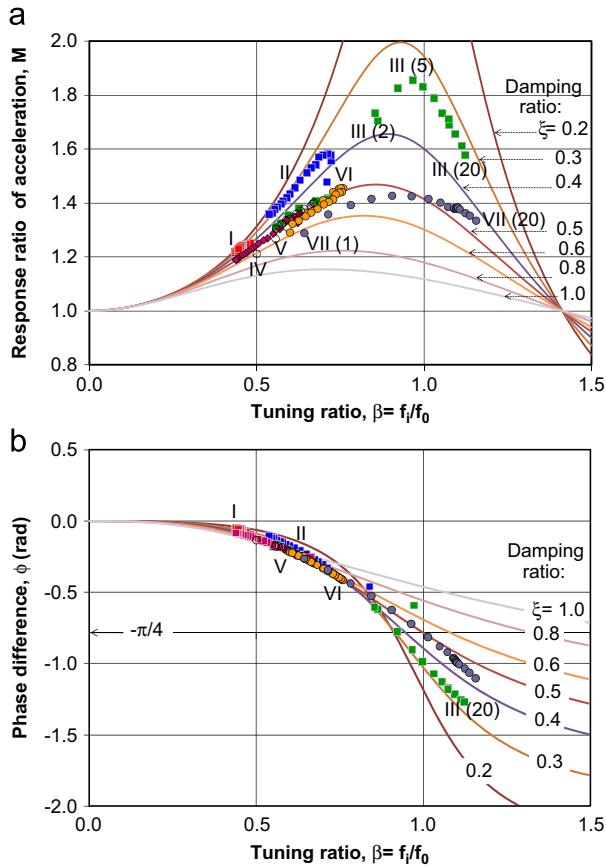 a
Response ratio of acceleration, M
2.0
1.8
1.6
1.4
1.2
1.0
0.8
0.0
0.5
1.0
1.5
Tuning ratio, β= fi/f0
III (5)
III (2)
III (20)
II
VI
I
IV
V
VII (1)
VII (20)
Damping
ratio:
ξ= 0.2
0.3
0.4
0.5
0.6
0.8
1.0
b
Phase difference, ϕ (rad)
0.5
0.0
-0.5
-1.0
-1.5
-2.0
0.0
0.5
1.0
1.5
Tuning ratio, β= fi/f0
I
II
V
VI
-π/4
III (20)
Damping
ratio:
ξ= 1.0
0.8
0.6
0.5
0.4
0.3
0.2